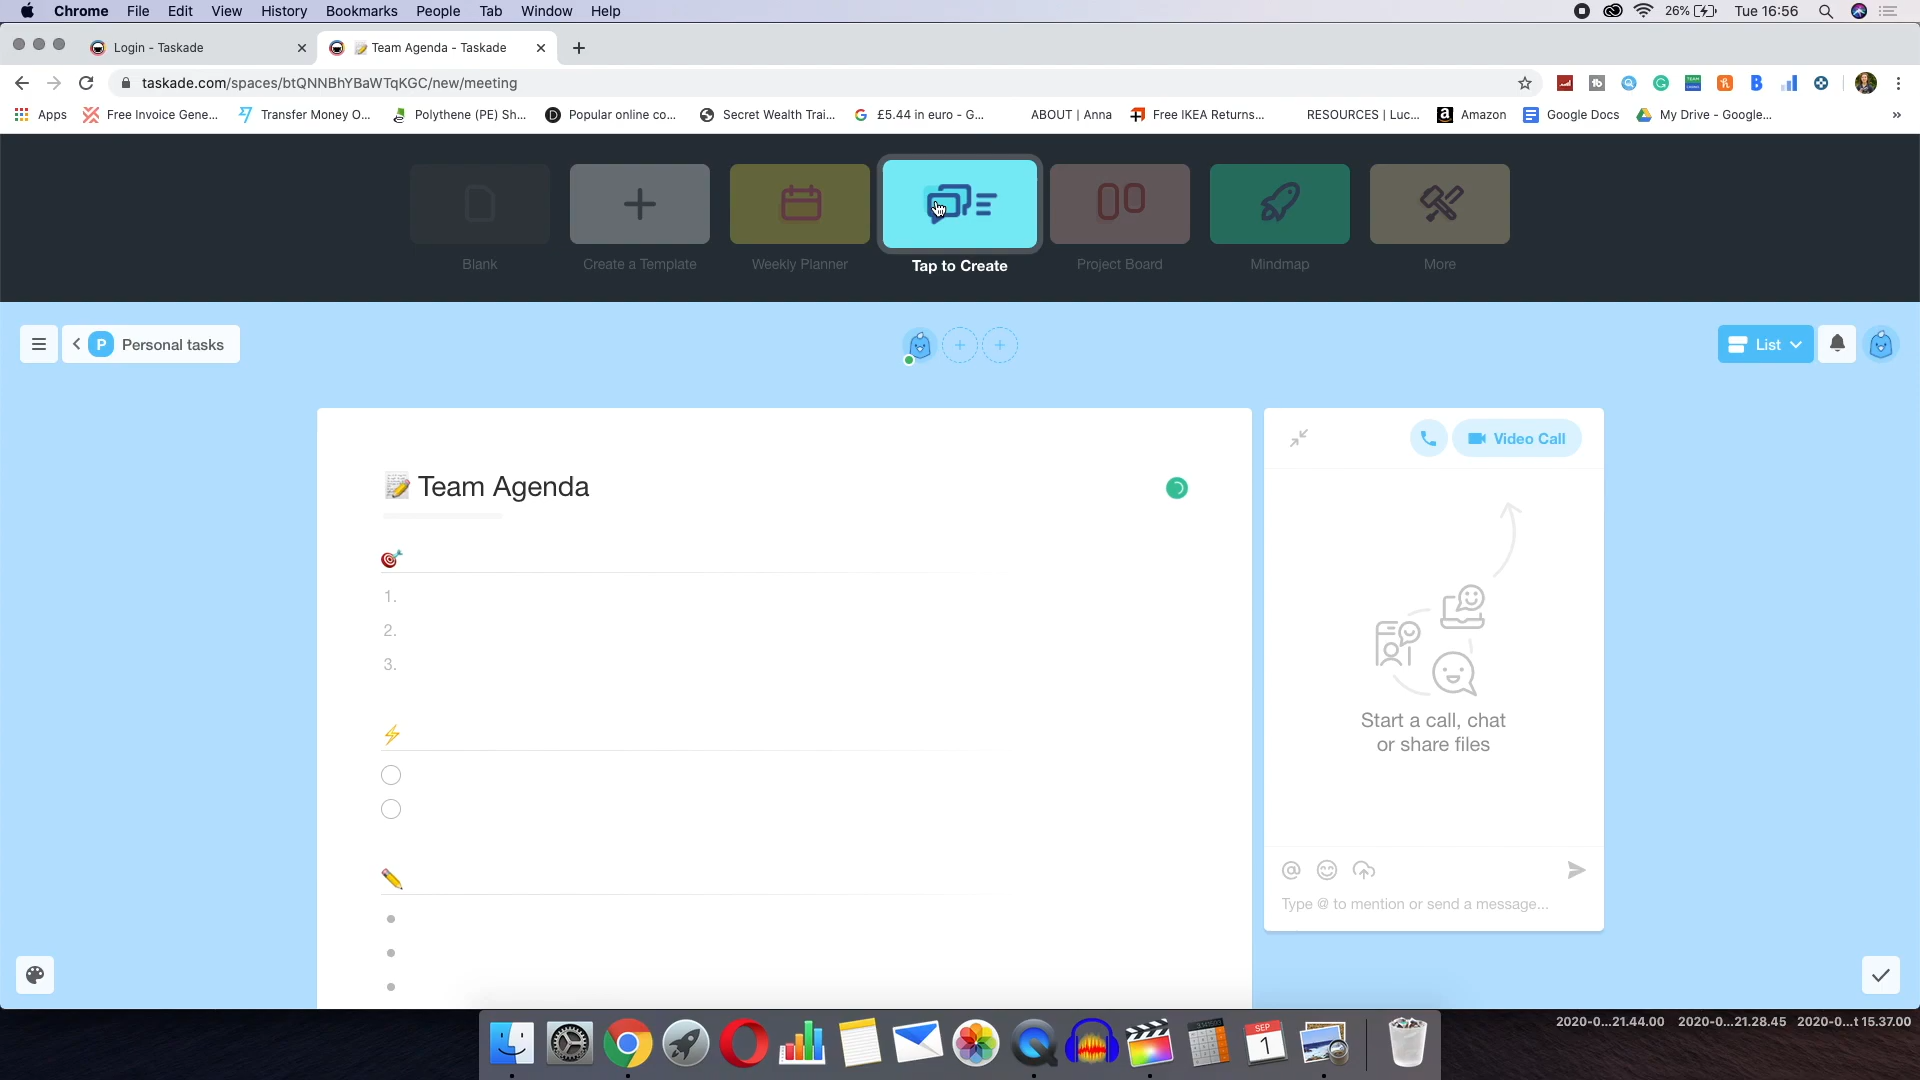 Chrome File Edit View History Bookmarks People Tab Window Help 26% Tue 16:56
Login - Taskade Team Agenda - Taskade
taskade.com/spaces/btQNNBhYBaWTqKGC/new/meeting
Apps Free Invoice Gene... Transfer Money O... Polythene (PE) Sh... Popular online co... Secret Wealth Trai... £5.44 in euro - G... ABOUT | Anna Free IKEA Returns... RESOURCES | Luc... Amazon Google Docs My Drive - Google... »
Blank Create a Template Weekly Planner Tap to Create Project Board Mindmap More
P Personal tasks List
Video Call
Team Agenda
1.
2.
3.
Start a call, chat
or share files
Type @ to mention or send a message...
SEP
1
2020-0...21.44.00 2020-0...21.28.45 2020-0...t 15.37.00